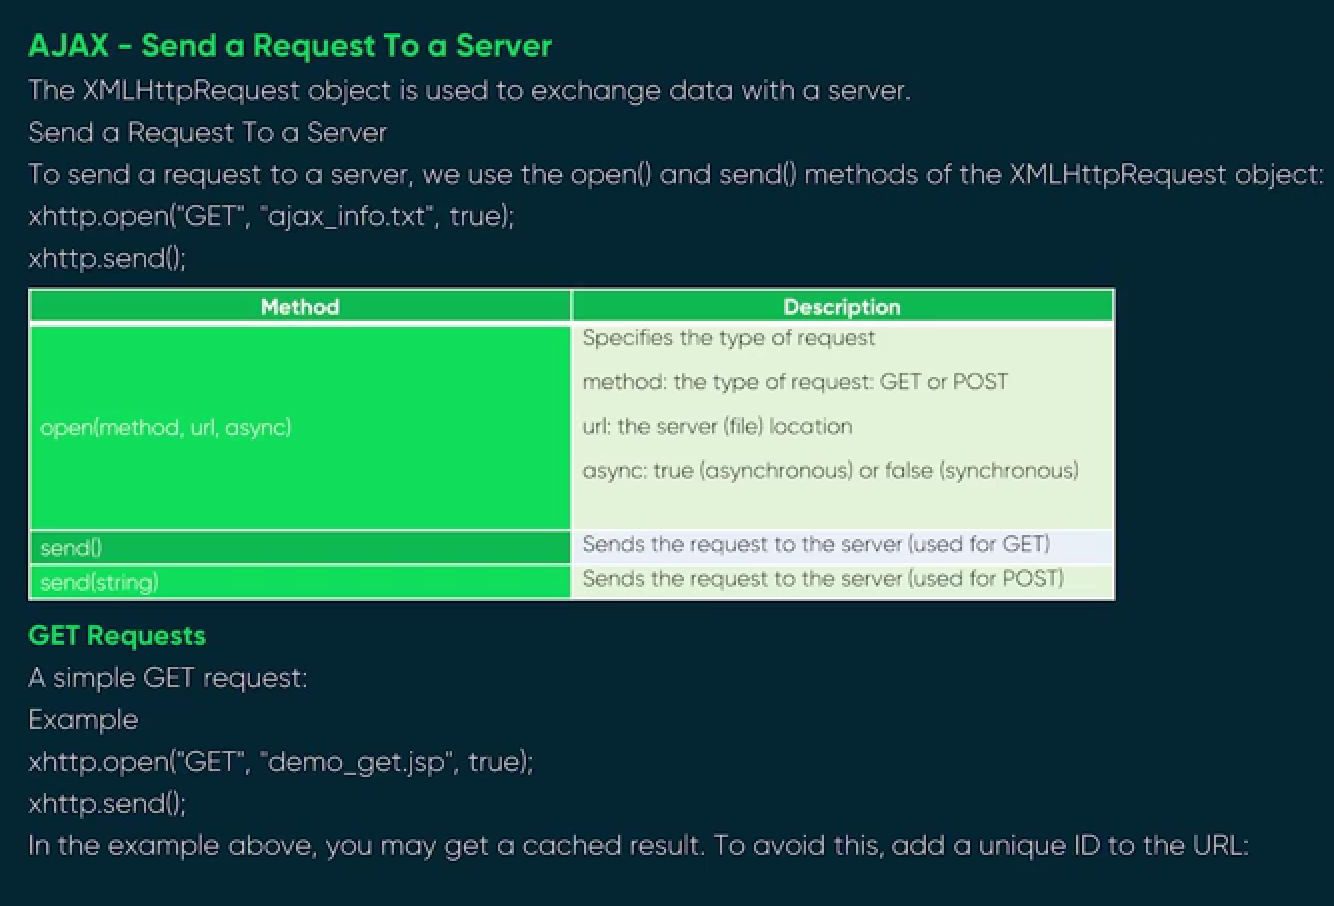 AJAX - Send a Request To a Server
The XMLHttpRequest object is used to exchange data with a server.
Send a Request To a Server
To send a request to a server, we use the open() and send() methods of the XMLHttpRequest object:
xhttp.open("GET", "ajax_info.txt", true);
xhttp.send();
Method Description
open(method, url, async)
Specifies the type of request
method: the type of request: GET or POST
url: the server (file) location
async: true (asynchronous) or false (synchronous)
send() Sends the request to the server (used for GET)
send(string) Sends the request to the server (used for POST)
GET Requests
A simple GET request:
Example
xhttp.open("GET", "demo_get.jsp", true);
xhttp.send();
In the example above, you may get a cached result. To avoid this, add a unique ID to the URL: